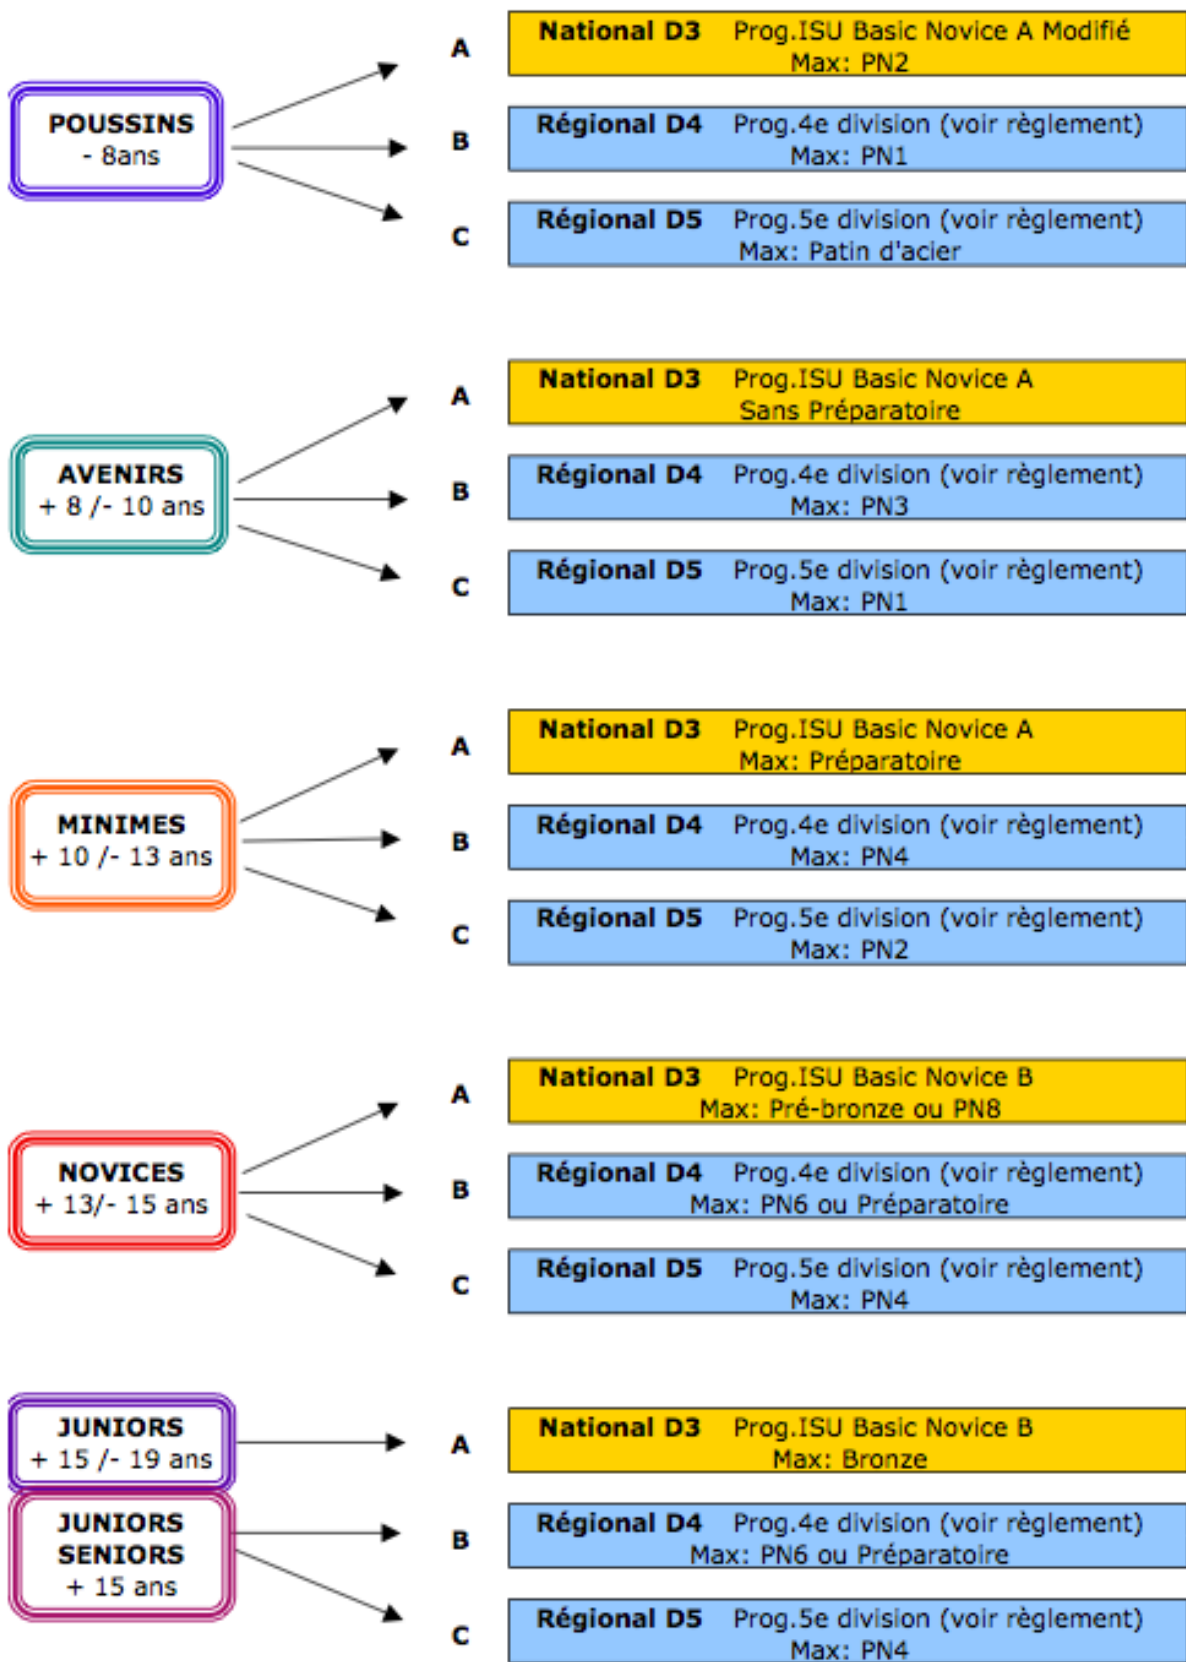 POUSSINS
- 8ans
A
National D3 Prog.ISU Basic Novice A Modifié
Max: PN2
B
Régional D4 Prog.4e division (voir règlement)
Max: PN1
C
Régional D5 Prog.5e division (voir règlement)
Max: Patin d'acier
AVENIRS
+ 8 /- 10 ans
A
National D3 Prog.ISU Basic Novice A
Sans Préparatoire
B
Régional D4 Prog.4e division (voir règlement)
Max: PN3
C
Régional D5 Prog.5e division (voir règlement)
Max: PN1
MINIMES
+ 10 /- 13 ans
A
National D3 Prog.ISU Basic Novice A
Max: Préparatoire
B
Régional D4 Prog.4e division (voir règlement)
Max: PN4
C
Régional D5 Prog.5e division (voir règlement)
Max: PN2
NOVICES
+ 13/- 15 ans
A
National D3 Prog.ISU Basic Novice B
Max: Pré-bronze ou PN8
B
Régional D4 Prog.4e division (voir règlement)
Max: PN6 ou Préparatoire
C
Régional D5 Prog.5e division (voir règlement)
Max: PN4
JUNIORS
+ 15 /- 19 ans
A
National D3 Prog.ISU Basic Novice B
Max: Bronze
JUNIORS
SENIORS
+ 15 ans
B
Régional D4 Prog.4e division (voir règlement)
Max: PN6 ou Préparatoire
C
Régional D5 Prog.5e division (voir règlement)
Max: PN4